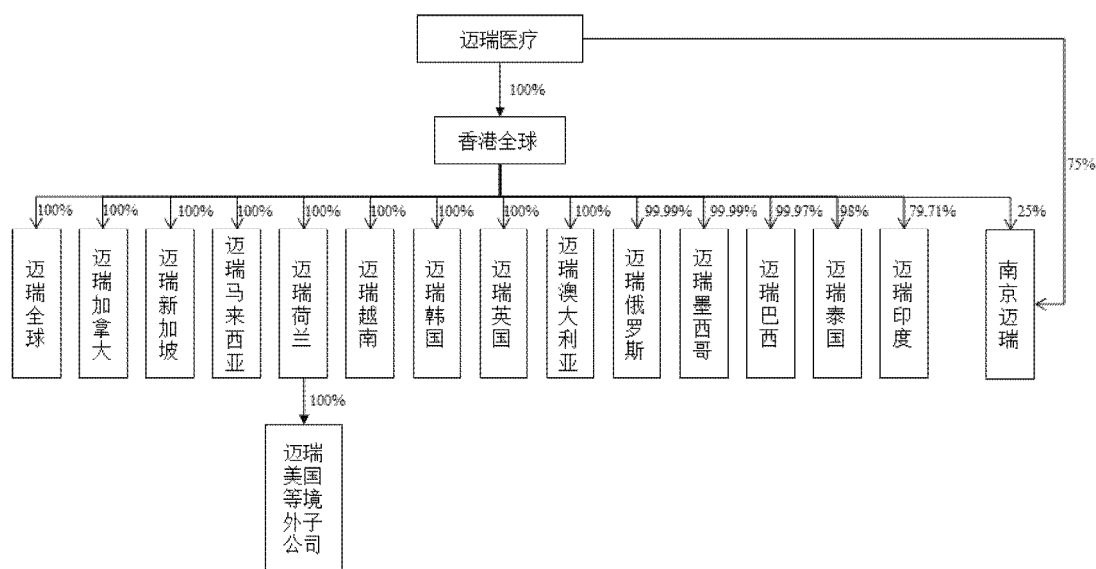 迈瑞医疗
100%
香港全球
75%
100%
100%
100%
100%
100%
100%
100%
100%
100%
99.99%
99.99%
99.97%
98%
79.71%
25%
迈瑞全球
迈瑞加拿大
迈瑞新加坡
迈瑞马来西亚
迈瑞荷兰
迈瑞越南
迈瑞韩国
迈瑞英国
迈瑞澳大利亚
迈瑞俄罗斯
迈瑞墨西哥
迈瑞巴西
迈瑞泰国
迈瑞印度
南京迈瑞
100%
迈瑞
美国
等境
外子
公司